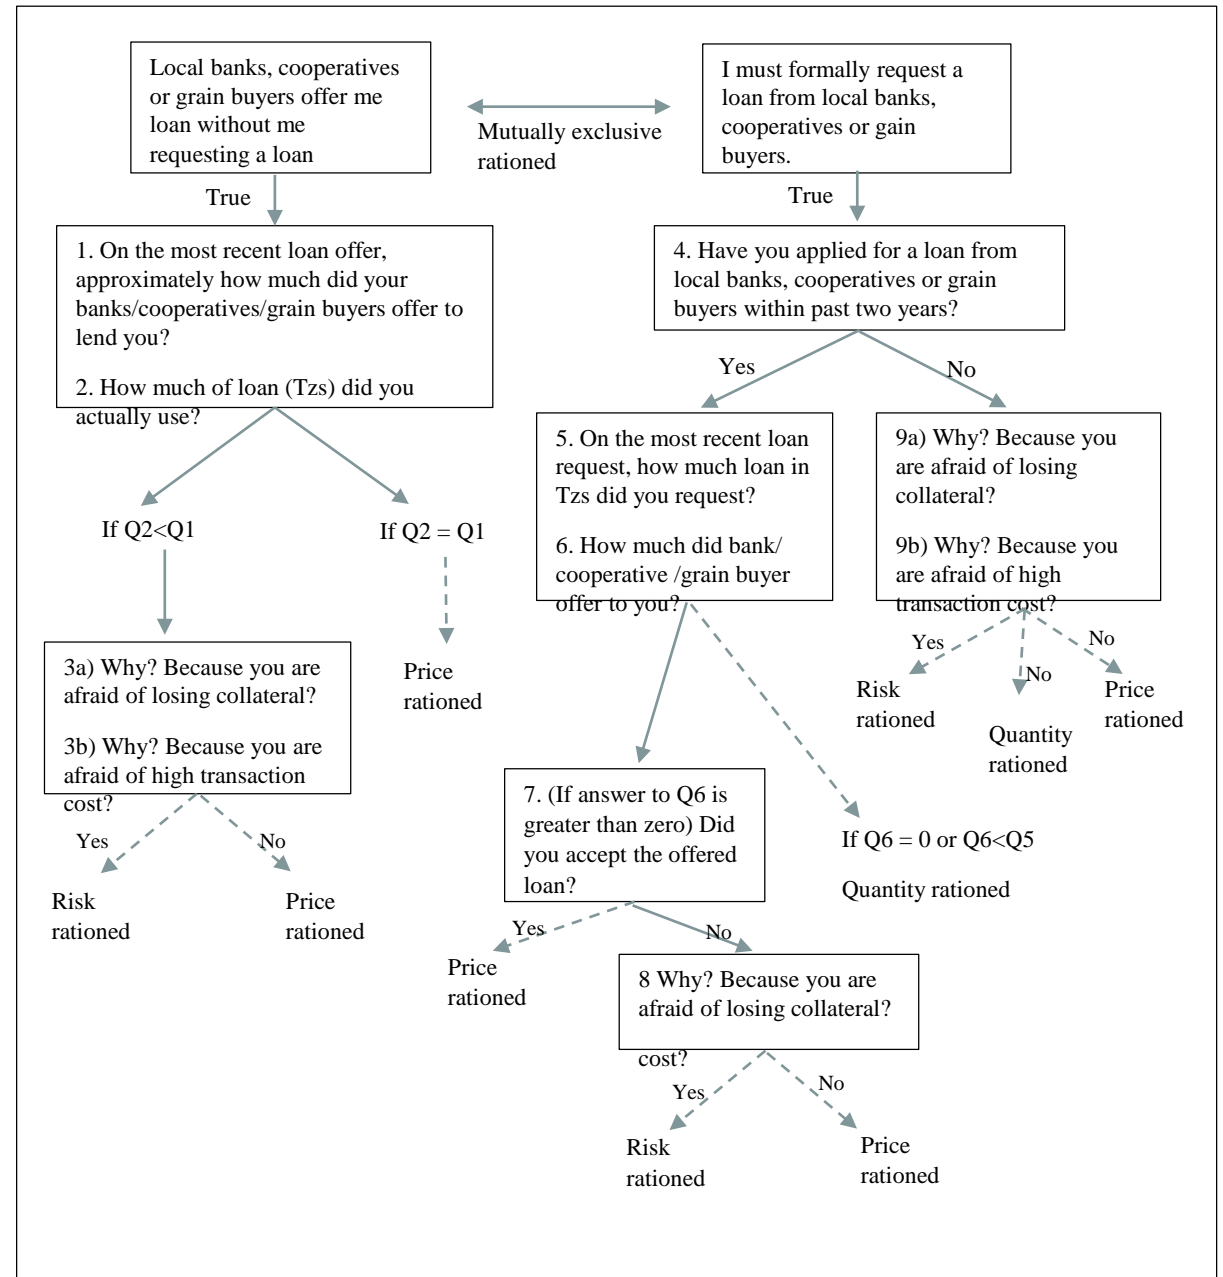 Local banks, cooperatives
or grain buyers offer me
loan without me
requesting a loan
Mutually exclusive
rationed
I must formally request a
loan from local banks,
cooperatives or gain
buyers.
True
True
1. On the most recent loan offer,
approximately how much did your
banks/cooperatives/grain buyers offer to
lend you?
2. How much of loan (Tzs) did you
actually use?
4. Have you applied for a loan from
local banks, cooperatives or grain
buyers within past two years?
Yes
No
If Q2<Q1
If Q2 = Q1
5. On the most recent loan
request, how much loan in
Tzs did you request?
6. How much did bank/
cooperative /grain buyer
offer to you?
9a) Why? Because you
are afraid of losing
collateral?
9b) Why? Because you
are afraid of high
transaction cost?
3a) Why? Because you are
afraid of losing collateral?
3b) Why? Because you are
afraid of high transaction
cost?
Price
rationed
Yes
No
No
Risk
rationed
Quantity
rationed
Price
rationed
Yes
No
Risk
rationed
Price
rationed
7. (If answer to Q6 is
greater than zero) Did
you accept the offered
loan?
If Q6 = 0 or Q6<Q5
Quantity rationed
Yes
No
Price
rationed
8 Why? Because you are
afraid of losing collateral?
cost?
Yes
No
Risk
rationed
Price
rationed